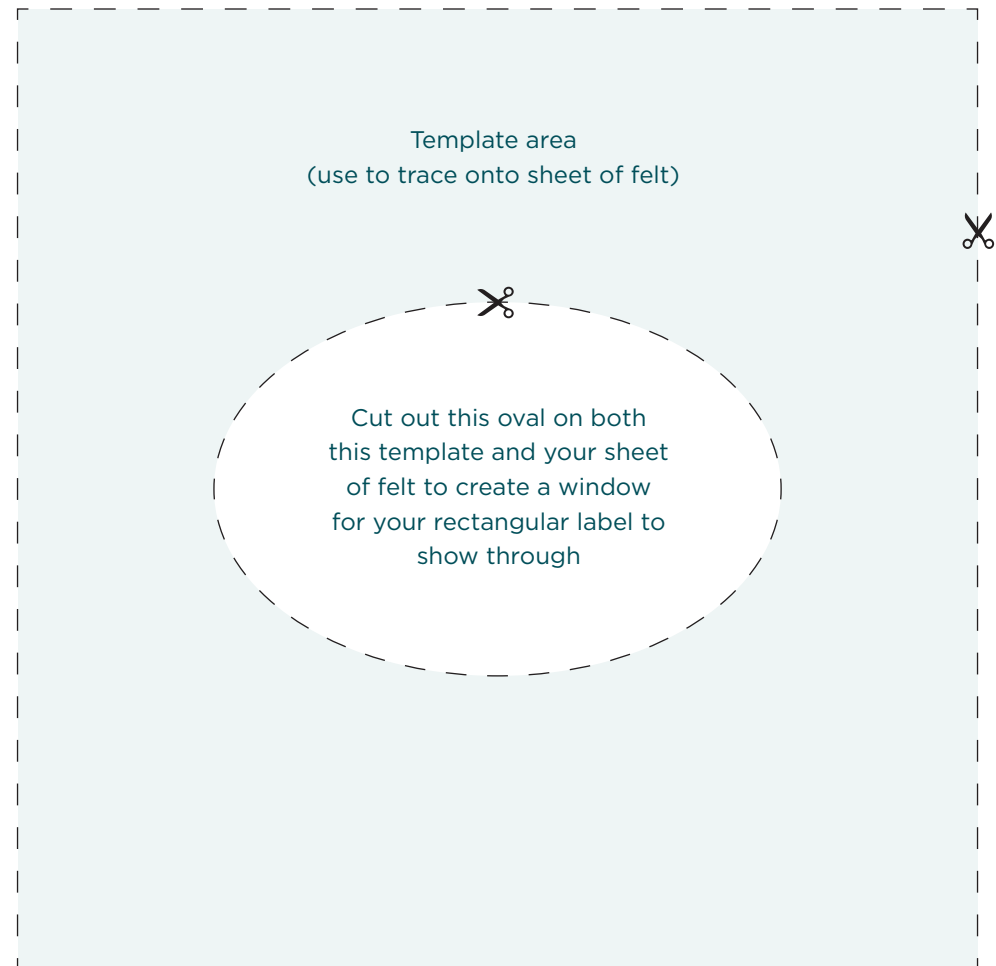 Template area
(use to trace onto sheet of felt)
Cut out this oval on both
this template and your sheet
of felt to create a window
for your rectangular label to
show through